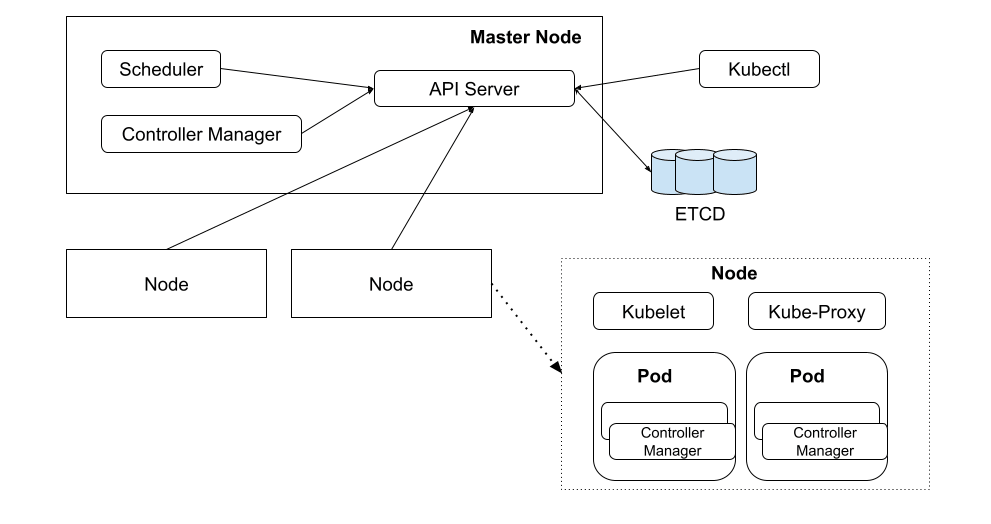 Master Node
Scheduler
API Server
Kubectl
Controller Manager
ETCD
Node
Node
Node
Kubelet
Kube-Proxy
Pod
Controller
Manager
Pod
Controller
Manager